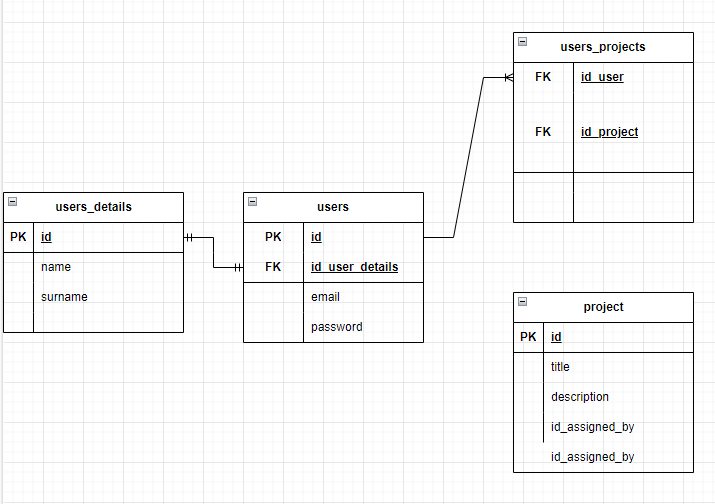 users_projects
FK id_user
FK id_project
users_details
PK id
name
surname
users
PK id
FK id_user_details
email
password
project
PK id
title
description
id_assigned_by
id_assigned_by